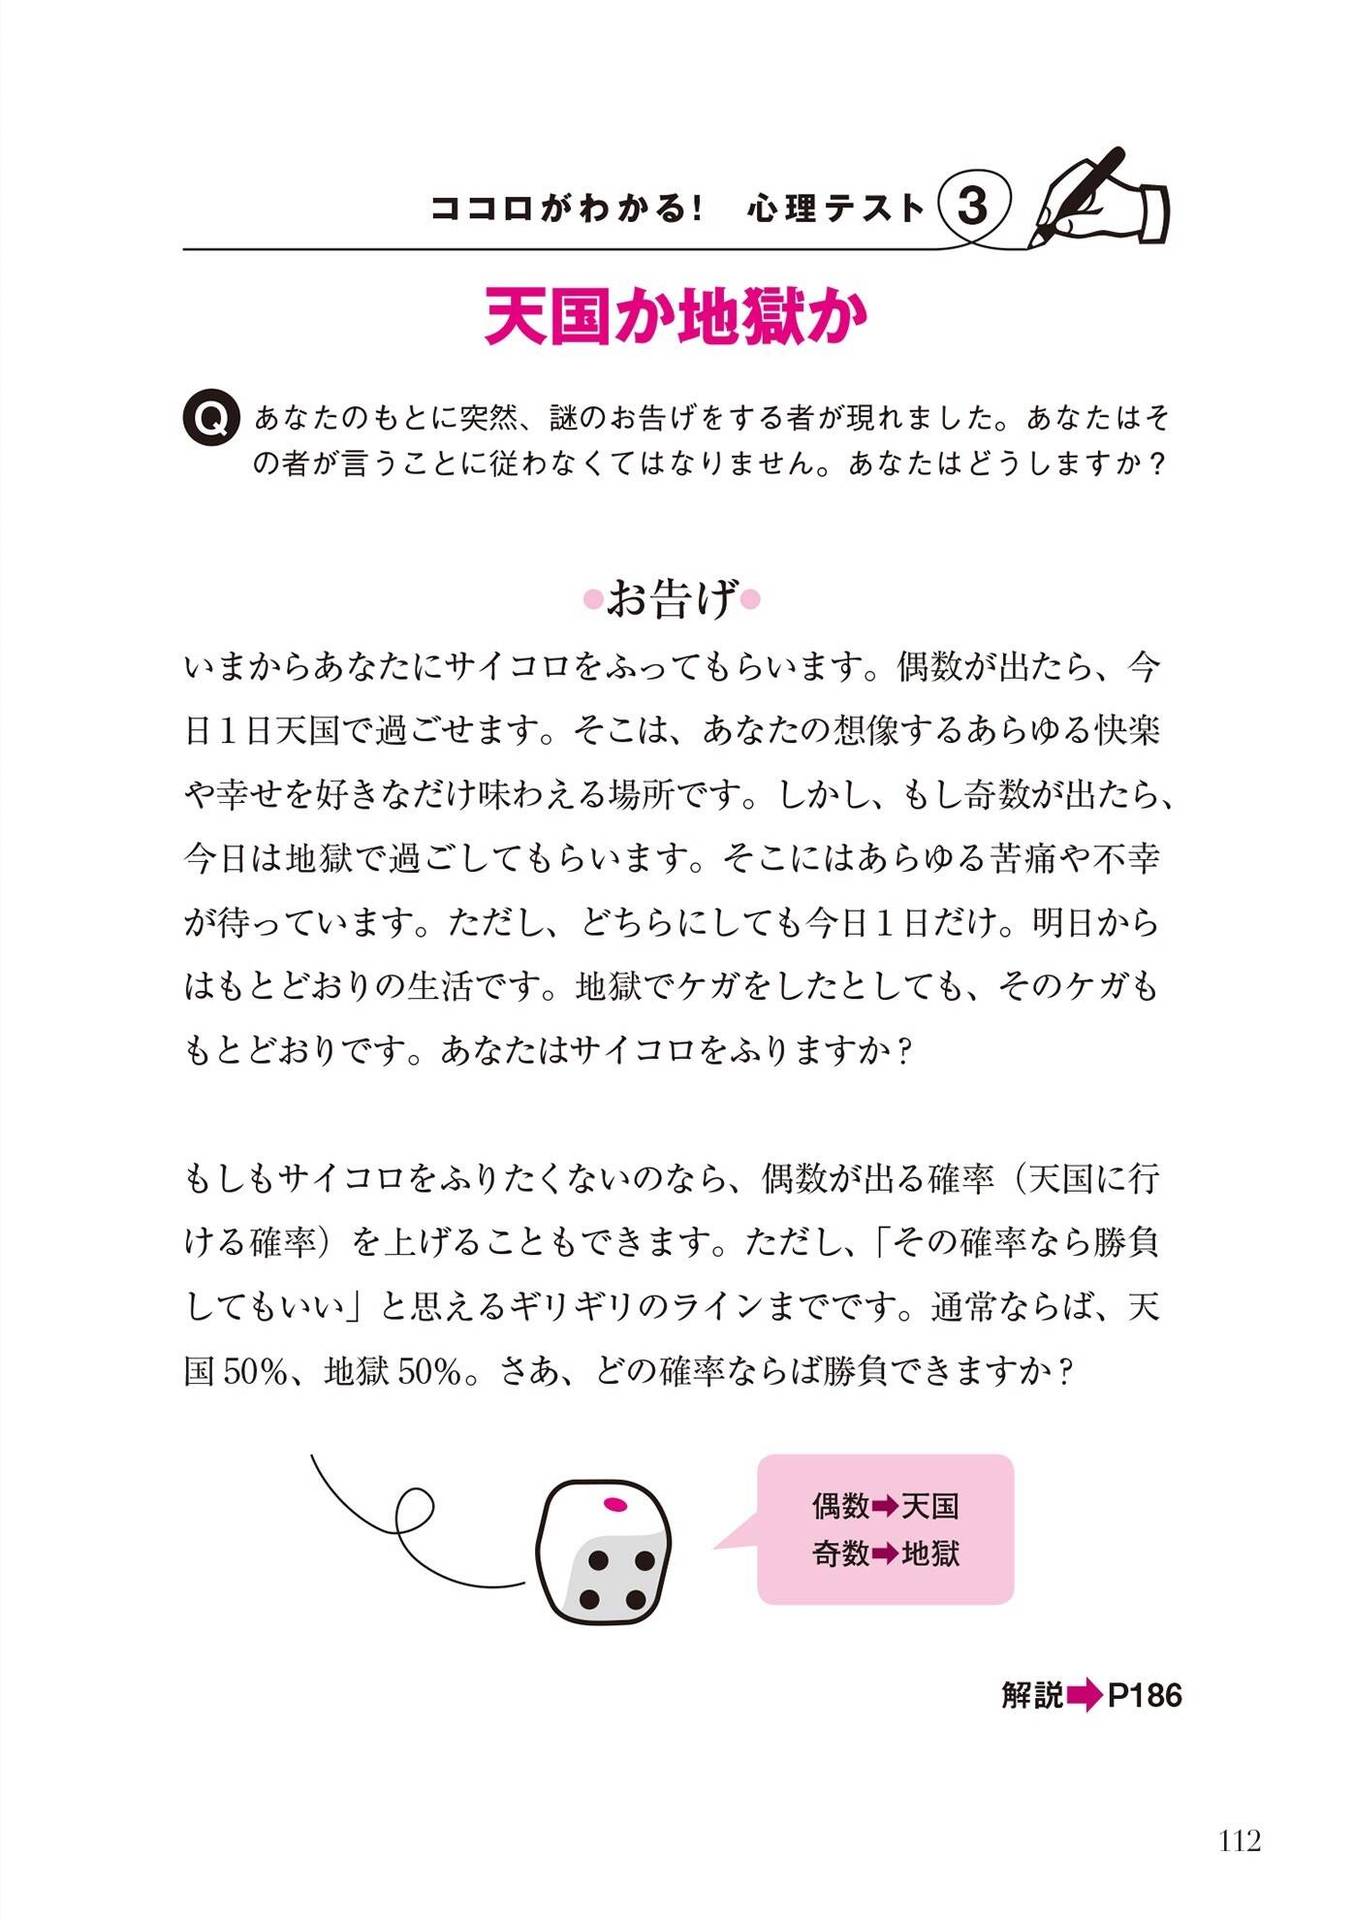 ココロがわかる！　心理テスト 3
天国か地獄か
Q あなたのもとに突然、謎のお告げをする者が現れました。あなたはそ
の者が言うことに従わなくてはなりません。あなたはどうしますか？
●お告げ●
いまからあなたにサイコロをふってもらいます。偶数が出たら、今
日１日天国で過ごせます。そこは、あなたの想像するあらゆる快楽
や幸せを好きなだけ味わえる場所です。しかし、もし奇数が出たら、
今日は地獄で過ごしてもらいます。そこにはあらゆる苦痛や不幸
が待っています。ただし、どちらにしても今日１日だけ。明日から
はもとどおりの生活です。地獄でケガをしたとしても、そのケガも
もとどおりです。あなたはサイコロをふりますか？
もしもサイコロをふりたくないのなら、偶数が出る確率（天国に行
ける確率）を上げることもできます。ただし、「その確率なら勝負
してもいい」と思えるギリギリのラインまでです。通常ならば、天
国 50％、地獄 50％。さあ、どの確率ならば勝負できますか？
偶数➡天国
奇数➡地獄
解説➡P186
112